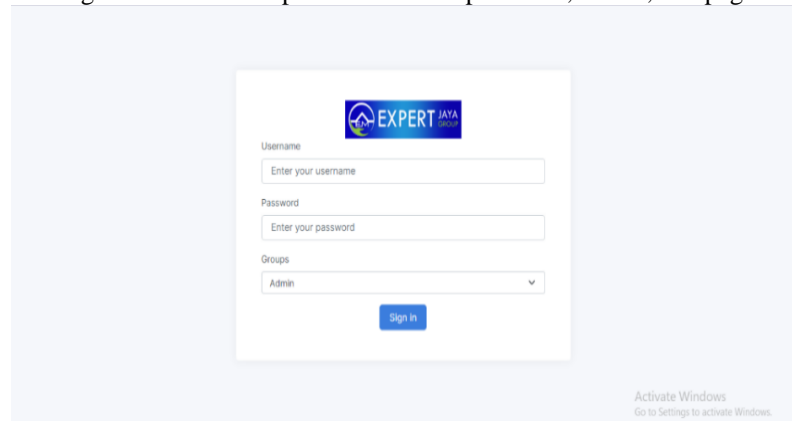 EXPERT JAYA GROUP
Username
Enter your username
Password
Enter your password
Groups
Admin
Sign in
Activate Windows
Go to Settings to activate Windows.